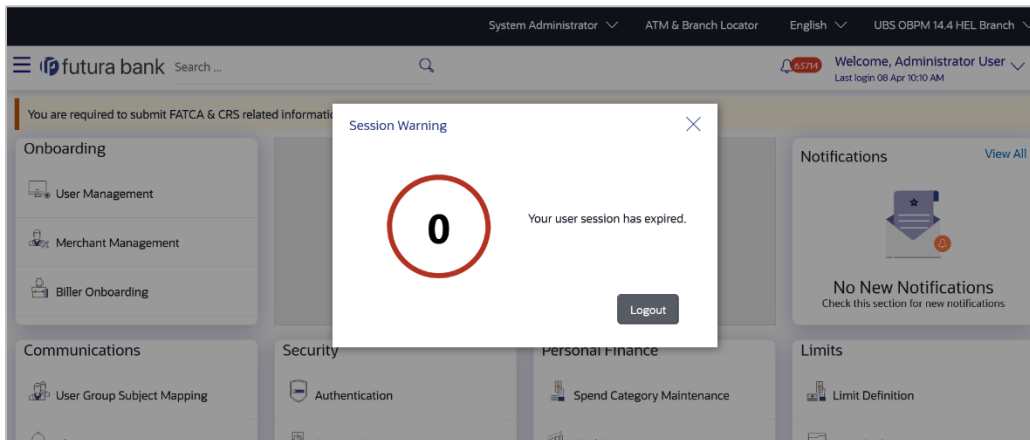 System Administrator ATM & Branch Locator English UBS OBPM 14.4 HEL Branch
futura bank Search ... 63714 Welcome, Administrator User
Last login 08 Apr 10:10 AM
You are required to submit FATCA & CRS related
Session Warning
0
Your user session has expired.
Logout
Onboarding
User Management
Merchant Management
Biller Onboarding
Notifications View All
No New Notifications
Check this section for new notifications
Communications
User Group Subject Mapping
Security
Authentication
Personal Finance
Spend Category Maintenance
Limits
Limit Definition